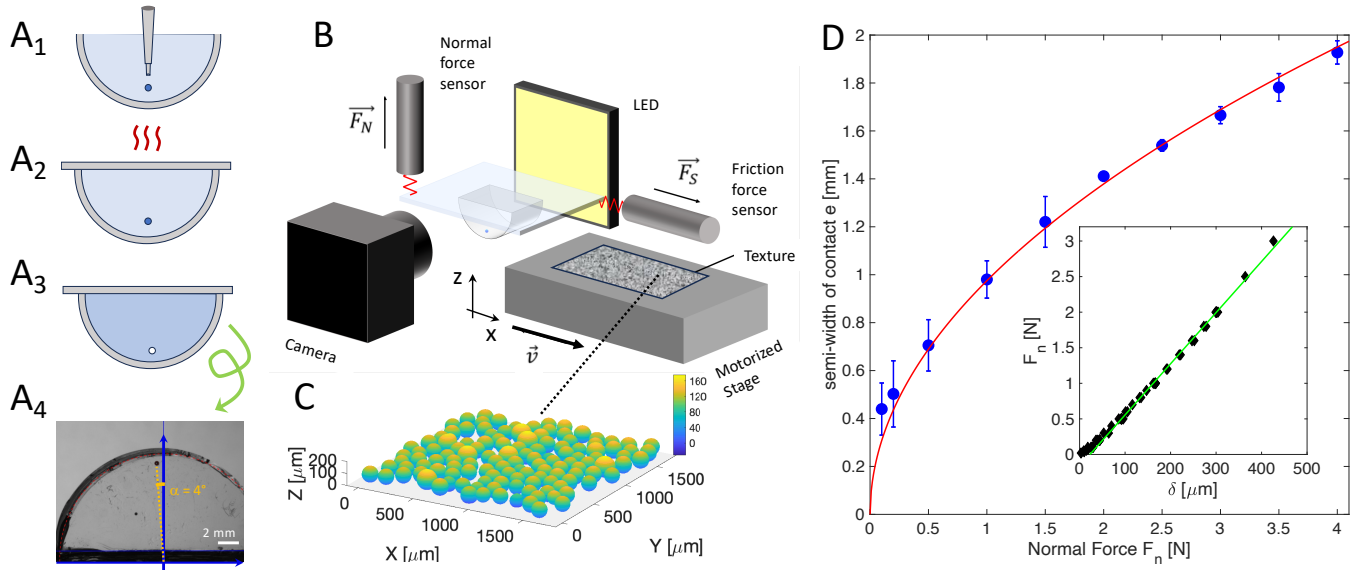 A1
A2
A3
A4
α = 4°
2 mm
B
Normal
force
sensor
F_N
LED
F_S
Friction
force
sensor
Texture
Z
X
v
Camera
Motorized
Stage
C
160
120
80
40
0
200
100
0
Z [μm]
0
500
1000
1500
X [μm]
0
500
1000
1500
Y [μm]
D
2
1.8
1.6
1.4
1.2
1
0.8
0.6
0.4
0.2
0
semi-width of contact e [mm]
0 0.5 1 1.5 2 2.5 3 3.5 4
Normal Force Fn [N]
3
2.5
2
1.5
1
0.5
0
Fn [N]
0 100 200 300 400 500
δ [μm]